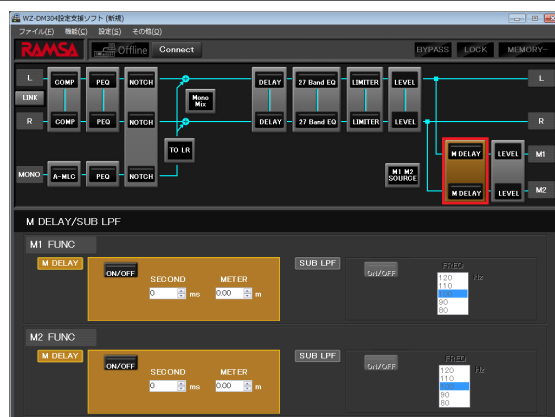 WZ-DM304設定支援ソフト (新規)
ファイル(F) 機能(C) 設定(S) その他(O)
RAMSA Offline Connect BYPASS LOCK MEMORY-
L COMP PEQ NOTCH DELAY 27 Band EQ LIMITER LEVEL L
LINK Mono Mix
R COMP PEQ NOTCH DELAY 27 Band EQ LIMITER LEVEL R
TO LR M DELAY LEVEL M1
MONO A-MLC PEQ NOTCH M1 M2 SOURCE M DELAY LEVEL M2
M DELAY/SUB LPF
M1 FUNC
M DELAY ON/OFF SECOND METER SUB LPF ON/OFF FREQ
0 ms 0.00 m 120 Hz
110
100
90
80
M2 FUNC
M DELAY ON/OFF SECOND METER SUB LPF ON/OFF FREQ
0 ms 0.00 m 120 Hz
110
100
90
80